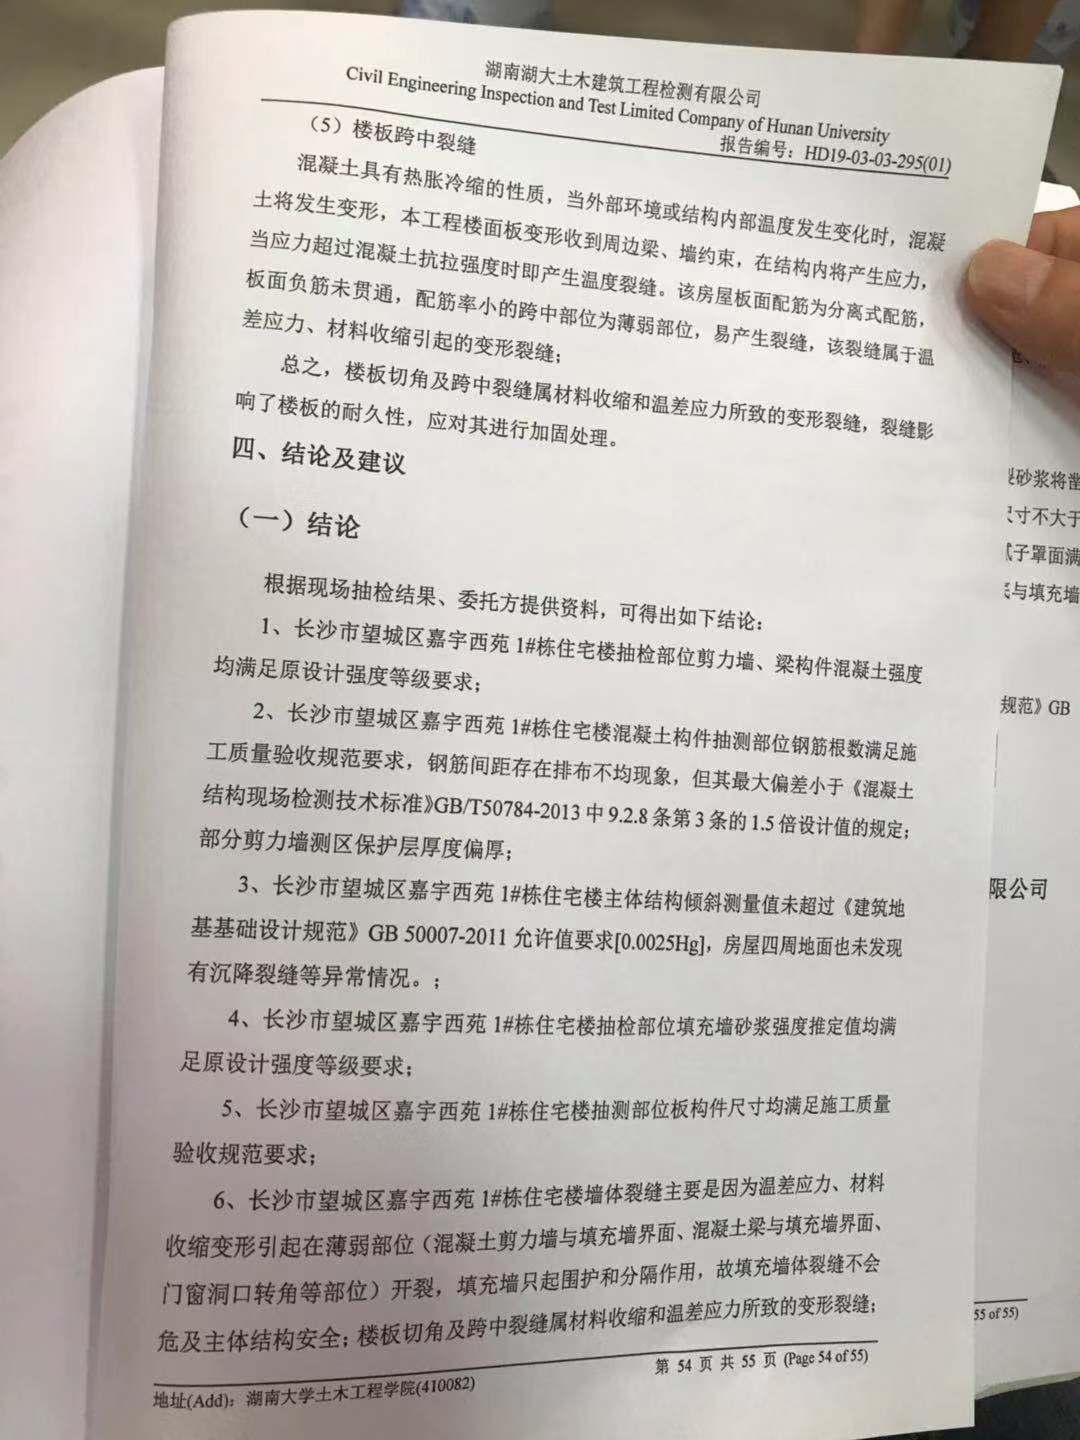 湖南湖大土木建筑工程检测有限公司
Civil Engineering Inspection and Test Limited Company of Hunan University
报告编号：HD19-03-03-295(01)
（5）楼板跨中裂缝
混凝土具有热胀冷缩的性质，当外部环境或结构内部温度发生变化时，混凝
土将发生变形，本工程楼面板变形收到周边梁、墙约束，在结构内将产生应力，
当应力超过混凝土抗拉强度时即产生温度裂缝。该房屋板面配筋为分离式配筋，
板面负筋未贯通，配筋率小的跨中部位为薄弱部位，易产生裂缝，该裂缝属于温
差应力、材料收缩引起的变形裂缝；
总之，楼板切角及跨中裂缝属材料收缩和温差应力所致的变形裂缝，裂缝影
响了楼板的耐久性，应对其进行加固处理。
四、结论及建议
（一）结论
根据现场抽检结果、委托方提供资料，可得出如下结论：
1、长沙市望城区嘉宇西苑 1#栋住宅楼抽检部位剪力墙、梁构件混凝土强度
均满足原设计强度等级要求；
2、长沙市望城区嘉宇西苑 1#栋住宅楼混凝土构件抽测部位钢筋根数满足施
工质量验收规范要求，钢筋间距存在排布不均现象，但其最大偏差小于《混凝土
结构现场检测技术标准》GB/T50784-2013 中 9.2.8 条第 3 条的 1.5 倍设计值的规定；
部分剪力墙测区保护层厚度偏厚；
3、长沙市望城区嘉宇西苑 1#栋住宅楼主体结构倾斜测量值未超过《建筑地
基基础设计规范》GB 50007-2011 允许值要求[0.0025Hg]，房屋四周地面也未发现
有沉降裂缝等异常情况。；
4、长沙市望城区嘉宇西苑 1#栋住宅楼抽检部位填充墙砂浆强度推定值均满
足原设计强度等级要求；
5、长沙市望城区嘉宇西苑 1#栋住宅楼抽测部位板构件尺寸均满足施工质量
验收规范要求；
6、长沙市望城区嘉宇西苑 1#栋住宅楼墙体裂缝主要是因为温差应力、材料
收缩变形引起在薄弱部位（混凝土剪力墙与填充墙界面、混凝土梁与填充墙界面、
门窗洞口转角等部位）开裂，填充墙只起围护和分隔作用，故填充墙体裂缝不会
危及主体结构安全；楼板切角及跨中裂缝属材料收缩和温差应力所致的变形裂缝；
第 54 页 共 55 页 (Page 54 of 55)
地址(Add)：湖南大学土木工程学院(410082)
砂浆将凿
寸不大于
子罩面满
与填充墙
规范》GB
限公司
55 of 55)